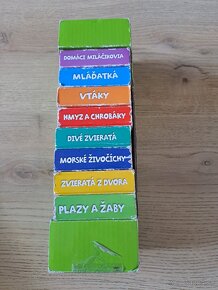 DOMÁCI MILÁČIKOVIA
MLÁĎATKÁ
VTÁKY
HMYZ A CHROBÁKY
DIVÉ ZVIERATÁ
MORSKÉ ŽIVOČÍCHY
ZVIERATÁ Z DVORA
PLAZY A ŽABY